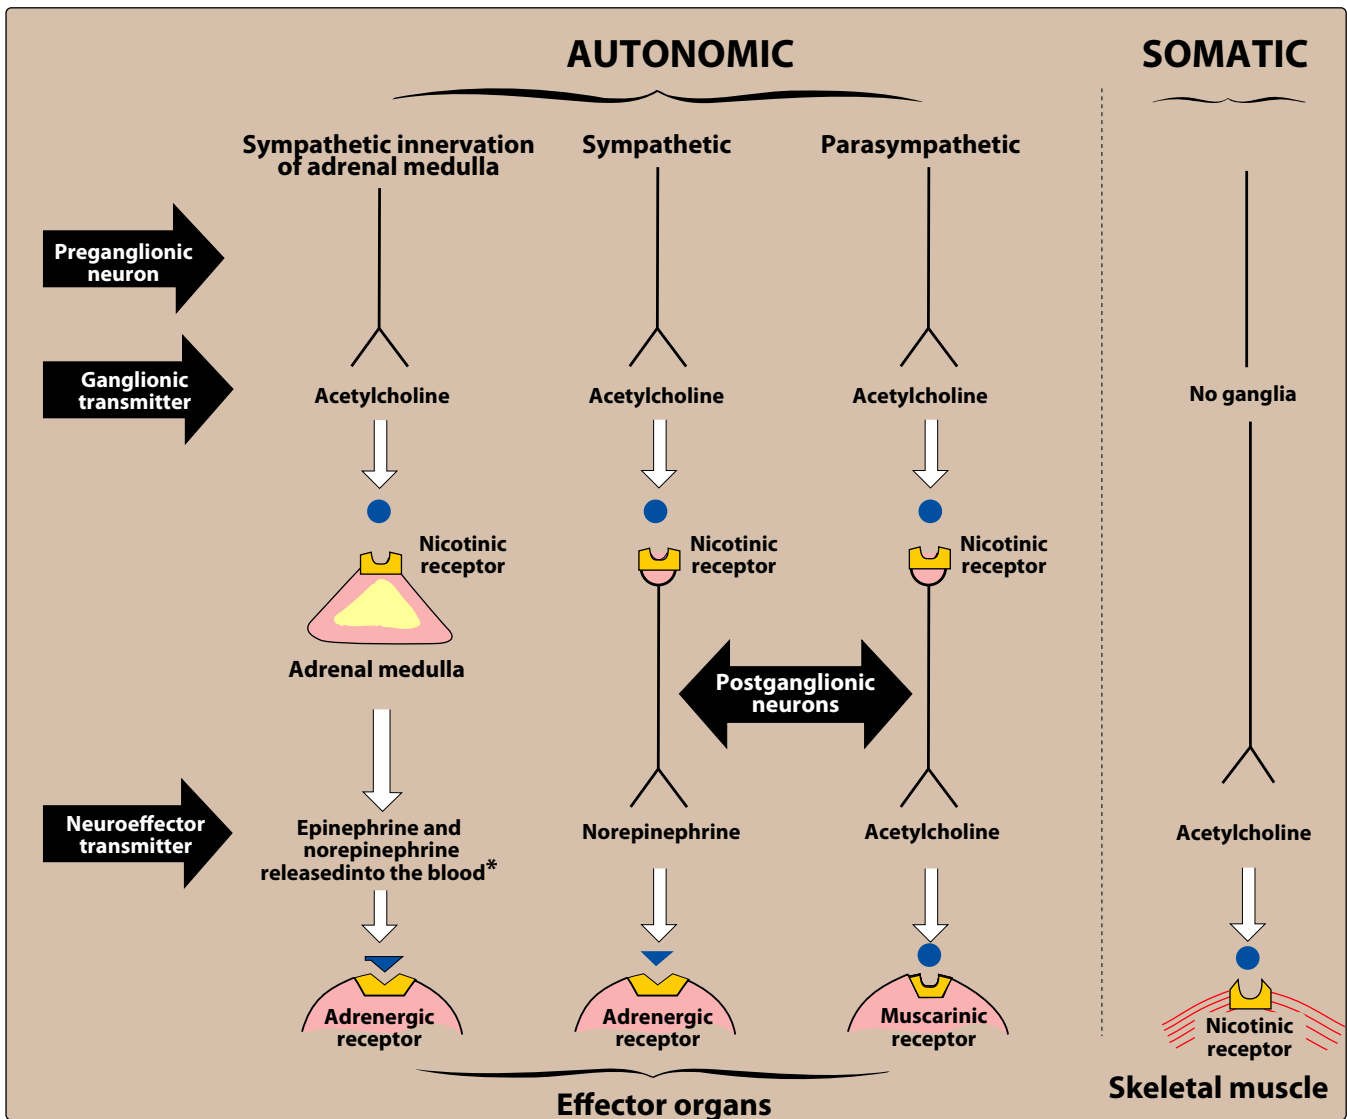 AUTONOMIC
SOMATIC
Sympathetic innervation
of adrenal medulla
Sympathetic
Parasympathetic
Preganglionic
neuron
Ganglionic
transmitter
Acetylcholine
Acetylcholine
Acetylcholine
No ganglia
Nicotinic
receptor
Nicotinic
receptor
Nicotinic
receptor
Adrenal medulla
Postganglionic
neurons
Neuroeffector
transmitter
Epinephrine and
norepinephrine
releasedinto the blood*
Norepinephrine
Acetylcholine
Acetylcholine
Adrenergic
receptor
Adrenergic
receptor
Muscarinic
receptor
Nicotinic
receptor
Skeletal muscle
Effector organs